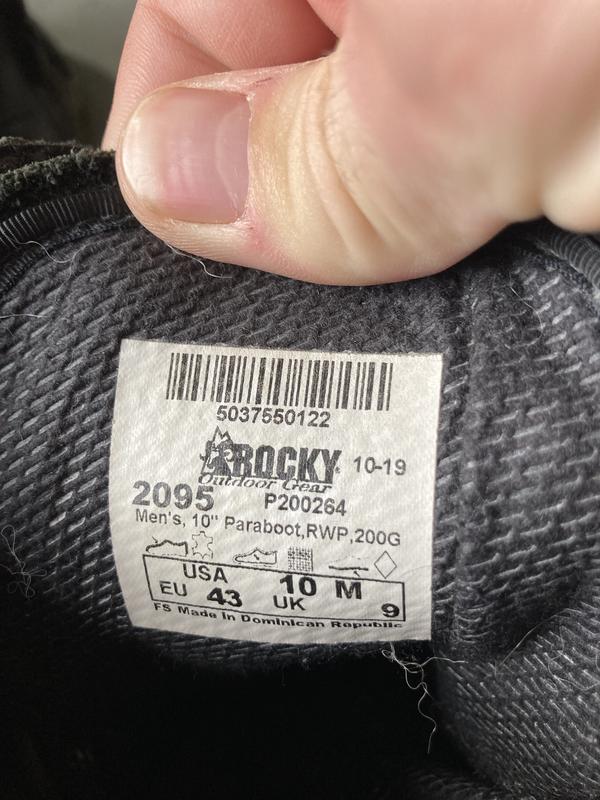 5037550122
ROCKY® 10-19
Outdoor Gear
2095 P200264
Men's, 10" Paraboot,RWP,200G
USA 10 M
EU 43 UK 9
FS Made in Dominican Republic